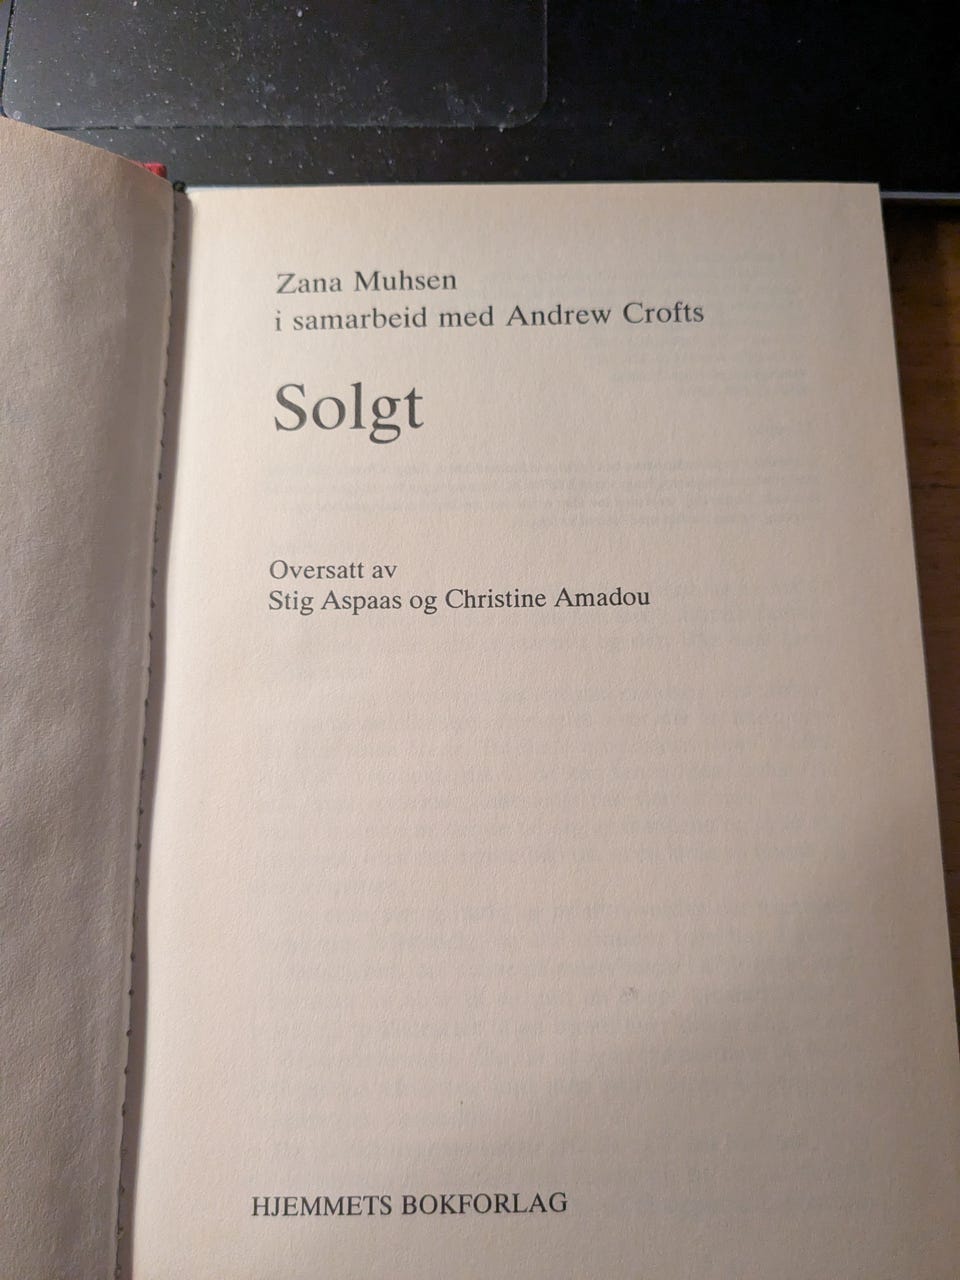 Zana Muhsen
i samarbeid med Andrew Crofts
Solgt
Oversatt av
Stig Aspaas og Christine Amadou
HJEMMETS BOKFORLAG